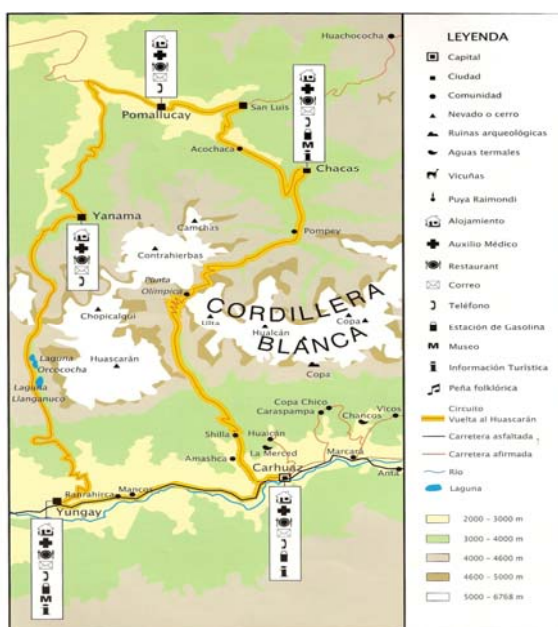 Huachococha
Pomallucay
San Luis
Acochaca
Chacas
Yanama
Camchas
Contrahierbas
Pompey
Punta
Olímpica
CORDILLERA
BLANCA
Chopicalqui
Ulta
Hualcán
Copa
Huascarán
Laguna
Orcococha
Laguna
Llanganuco
Copa
Copa Chico
Caraspampa
Vicos
Chancos
Shilla
Hualcán
La Merced
Marcará
Amashca
Carhuaz
Anta
Ranrahirca
Mancos
Yungay
M
M
LEYENDA
Capital
Ciudad
Comunidad
Nevado o cerro
Ruinas arqueológicas
Aguas termales
Vicuñas
Puya Raimondi
Alojamiento
Auxilio Médico
Restaurant
Correo
Teléfono
Estación de Gasolina
M Museo
Información Turística
Peña folklórica
Circuito
Vuelta al Huascarán
Carretera asfaltada
Carretera afirmada
Río
Laguna
2000 - 3000 m
3000 - 4000 m
4000 - 4600 m
4600 - 5000 m
5000 - 6768 m